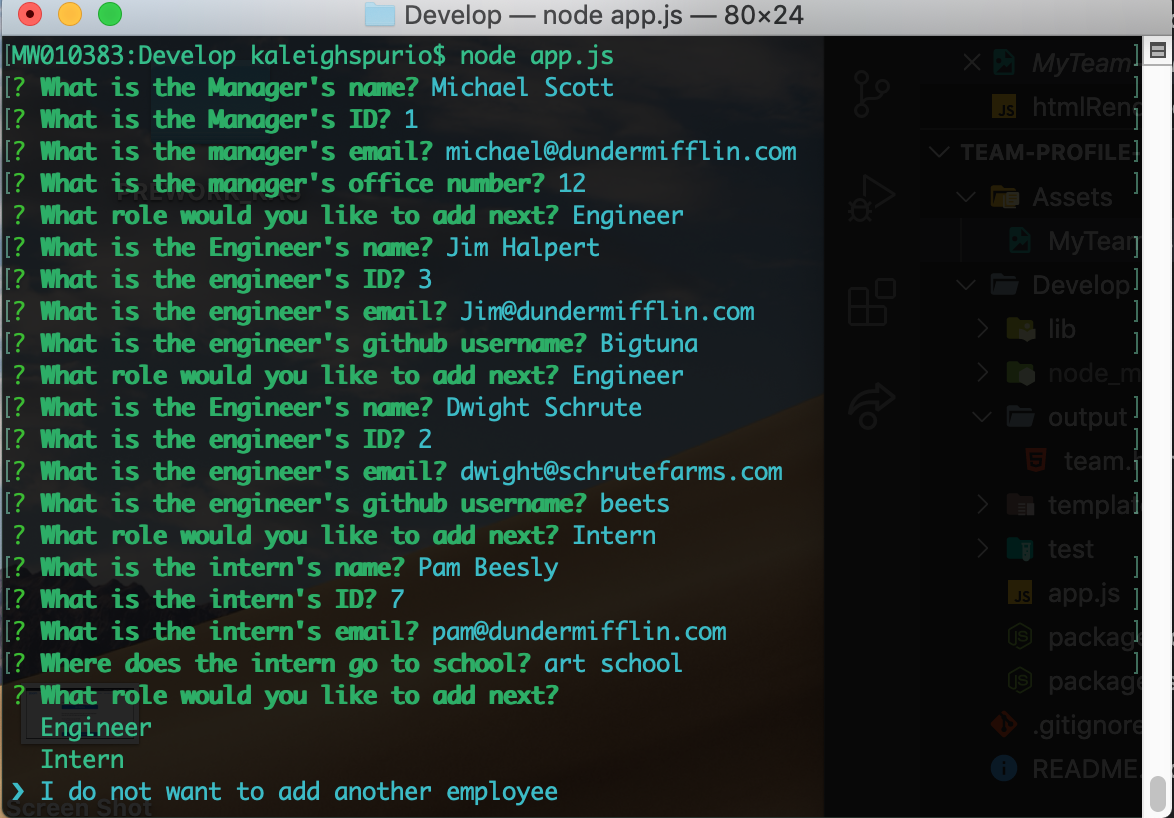 Develop — node app.js — 80×24
[MW010383:Develop kaleighspurio$ node app.js
[? What is the Manager's name? Michael Scott
[? What is the Manager's ID? 1
[? What is the manager's email? michael@dundermifflin.com
[? What is the manager's office number? 12
? What role would you like to add next? Engineer
[? What is the Engineer's name? Jim Halpert
[? What is the engineer's ID? 3
[? What is the engineer's email? Jim@dundermifflin.com
[? What is the engineer's github username? Bigtuna
? What role would you like to add next? Engineer
[? What is the Engineer's name? Dwight Schrute
[? What is the engineer's ID? 2
[? What is the engineer's email? dwight@schrutefarms.com
[? What is the engineer's github username? beets
? What role would you like to add next? Intern
[? What is the intern's name? Pam Beesly
[? What is the intern's ID? 7
[? What is the intern's email? pam@dundermifflin.com
[? Where does the intern go to school? art school
? What role would you like to add next?
Engineer
Intern
❯ I do not want to add another employee
Screen Shot
MyTeam
JS htmlRen
TEAM-PROFILE-
Assets
MyTean
Develop
lib
node_m
output
team.
templat
test
JS app.js
package
package
.gitignore
README.